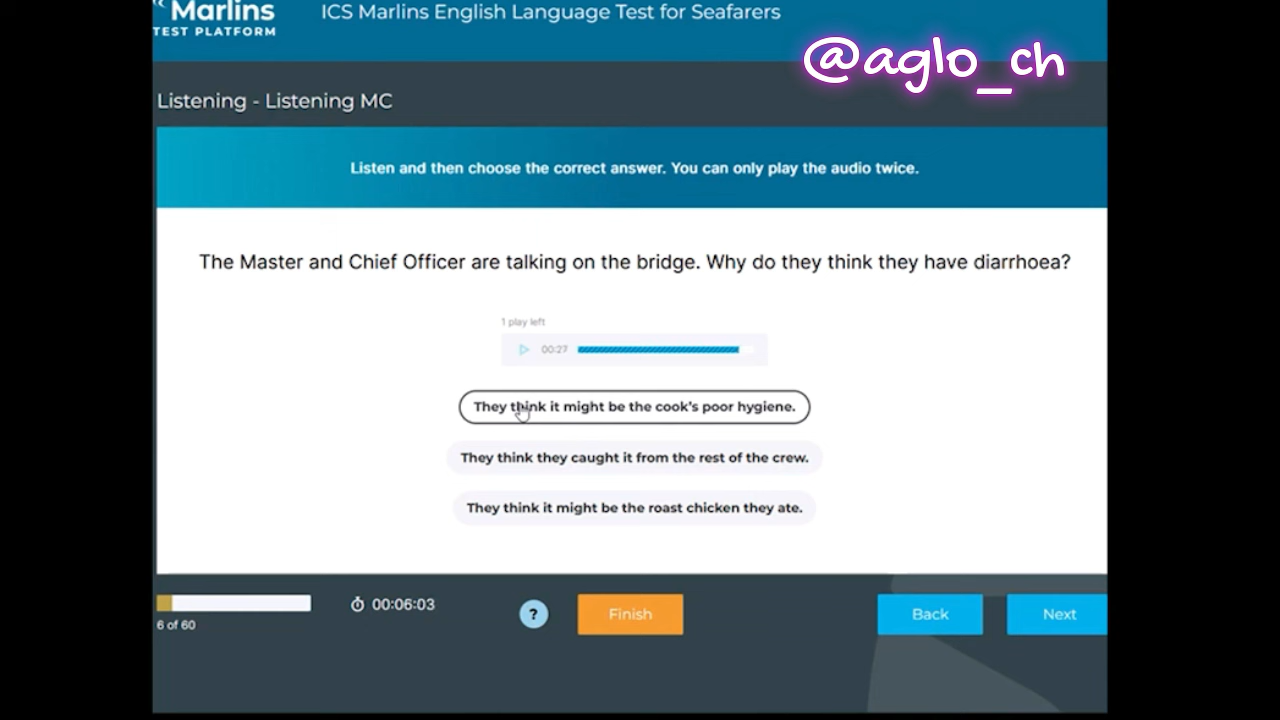 Marlins
TEST PLATFORM
ICS Marlins English Language Test for Seafarers
@aglo_ch
Listening - Listening MC
Listen and then choose the correct answer. You can only play the audio twice.
The Master and Chief Officer are talking on the bridge. Why do they think they have diarrhoea?
1 play left
00:27
They think it might be the cook's poor hygiene.
They think they caught it from the rest of the crew.
They think it might be the roast chicken they ate.
6 of 60
00:06:03
?
Finish
Back
Next